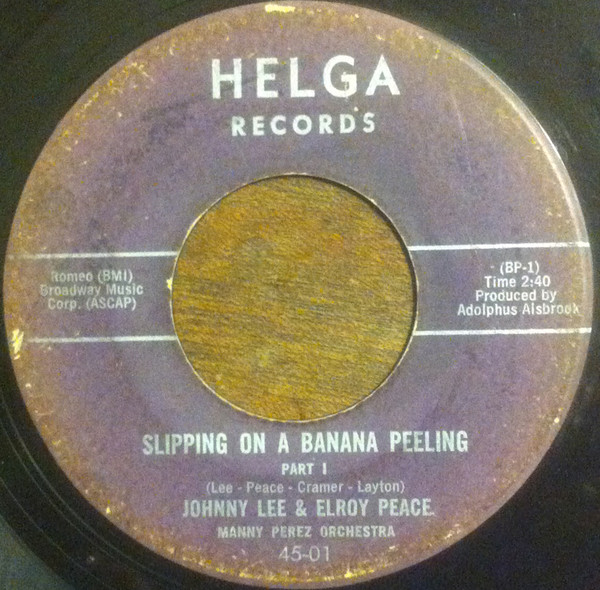 HELGA
RECORDS
Romeo (BMI)
Broadway Music
Corp. (ASCAP)
(BP-1)
Time 2:40
Produced by
Adolphus Alsbrook
SLIPPING ON A BANANA PEELING
PART I
(Lee - Peace - Cramer - Layton)
JOHNNY LEE & ELROY PEACE
MANNY PEREZ ORCHESTRA
45-01